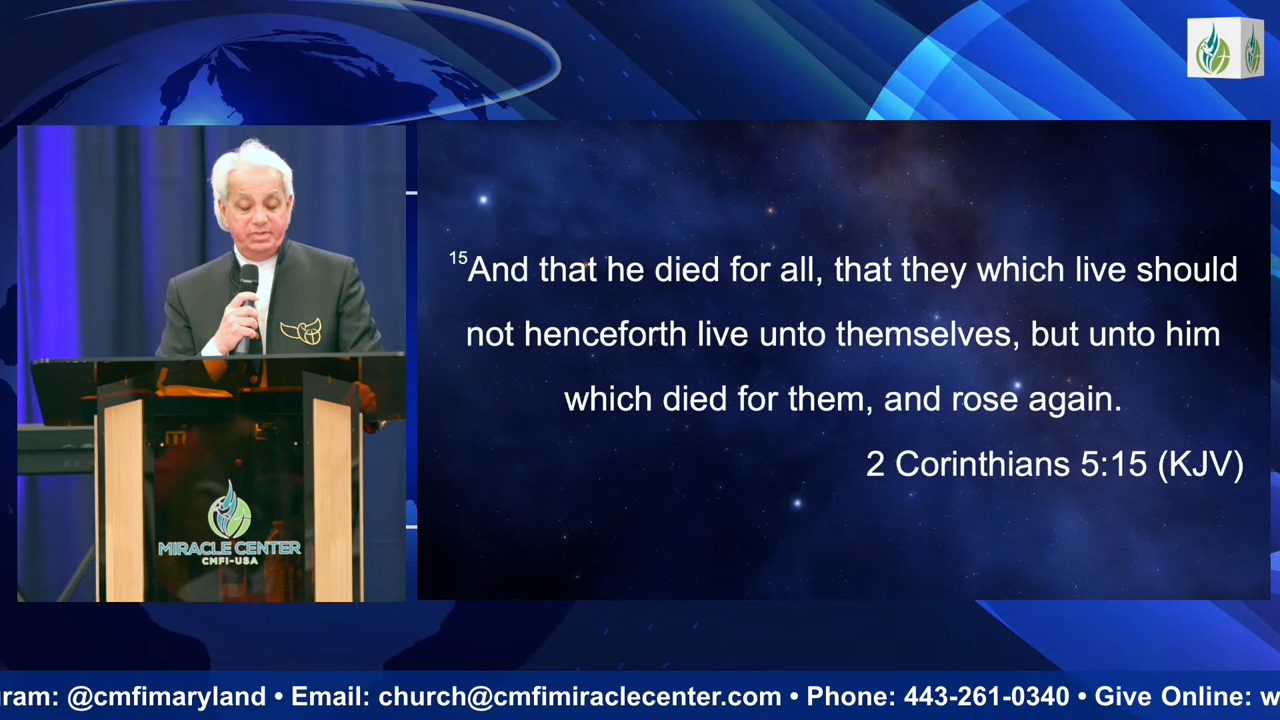 ¹⁵And that he died for all, that they which live should
not henceforth live unto themselves, but unto him
which died for them, and rose again.
2 Corinthians 5:15 (KJV)
MIRACLE CENTER
CMFI-USA
gram: @cmfimaryland • Email: church@cmfimiraclecenter.com • Phone: 443-261-0340 • Give Online: w